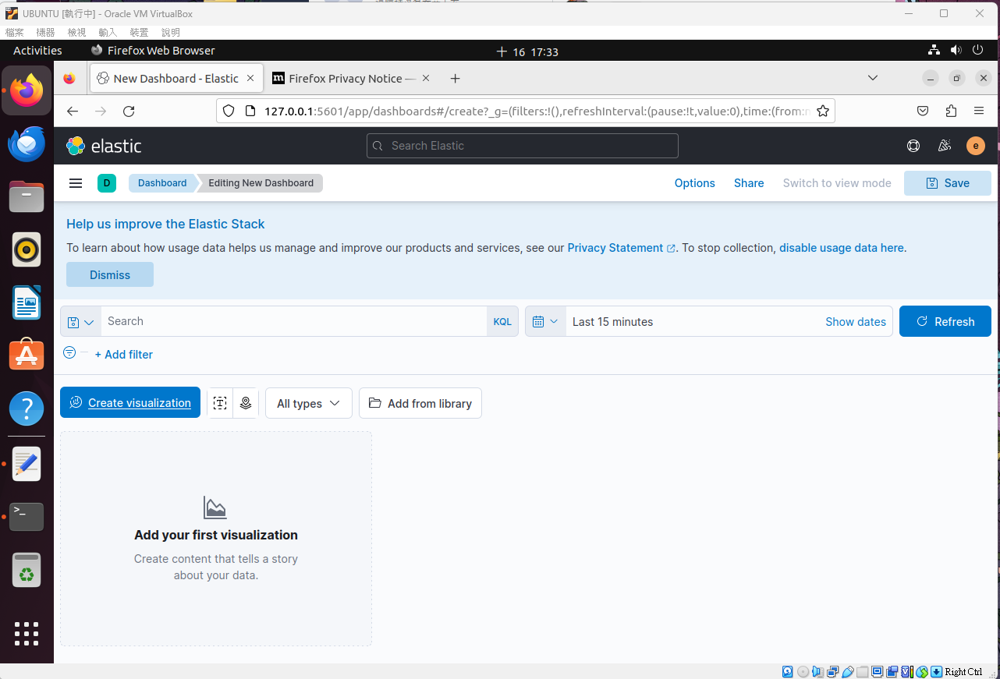 UBUNTU [執行中] - Oracle VM VirtualBox
檔案 機器 檢視 輸入 裝置 說明
Activities Firefox Web Browser 十 16 17:33
New Dashboard - Elastic Firefox Privacy Notice —
127.0.0.1:5601/app/dashboards#/create?_g=(filters:!(),refreshInterval:(pause:!t,value:0),time:(from:n
elastic Search Elastic e
D Dashboard Editing New Dashboard Options Share Switch to view mode Save
Help us improve the Elastic Stack
To learn about how usage data helps us manage and improve our products and services, see our Privacy Statement. To stop collection, disable usage data here.
Dismiss
Search KQL Last 15 minutes Show dates Refresh
+ Add filter
Create visualization All types Add from library
Add your first visualization
Create content that tells a story
about your data.
Right Ctrl